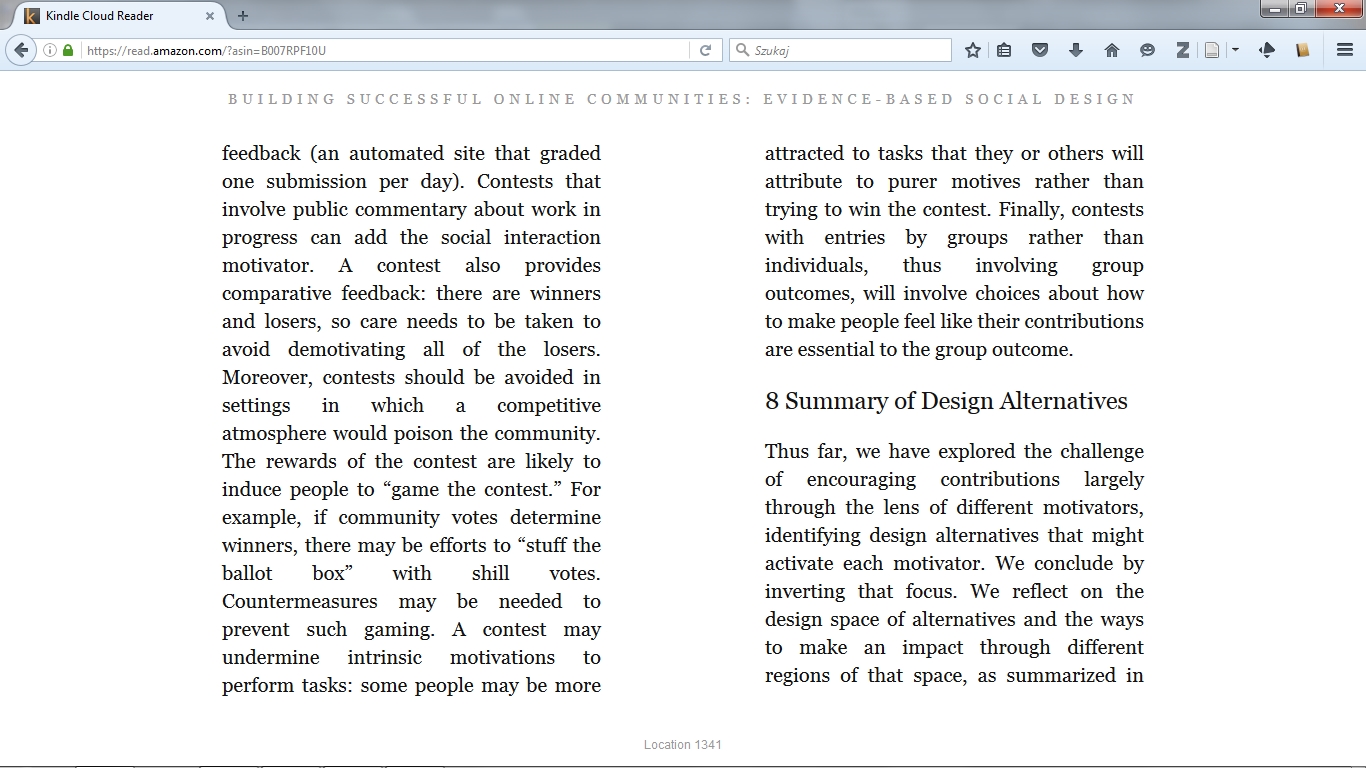 Kindle Cloud Reader
https://read.amazon.com/?asin=B007RPF10U
Szukaj
BUILDING SUCCESSFUL ONLINE COMMUNITIES: EVIDENCE-BASED SOCIAL DESIGN
feedback (an automated site that graded
one submission per day). Contests that
involve public commentary about work in
progress can add the social interaction
motivator. A contest also provides
comparative feedback: there are winners
and losers, so care needs to be taken to
avoid demotivating all of the losers.
Moreover, contests should be avoided in
settings in which a competitive
atmosphere would poison the community.
The rewards of the contest are likely to
induce people to “game the contest.” For
example, if community votes determine
winners, there may be efforts to “stuff the
ballot box” with shill votes.
Countermeasures may be needed to
prevent such gaming. A contest may
undermine intrinsic motivations to
perform tasks: some people may be more
attracted to tasks that they or others will
attribute to purer motives rather than
trying to win the contest. Finally, contests
with entries by groups rather than
individuals, thus involving group
outcomes, will involve choices about how
to make people feel like their contributions
are essential to the group outcome.
8 Summary of Design Alternatives
Thus far, we have explored the challenge
of encouraging contributions largely
through the lens of different motivators,
identifying design alternatives that might
activate each motivator. We conclude by
inverting that focus. We reflect on the
design space of alternatives and the ways
to make an impact through different
regions of that space, as summarized in
Location 1341